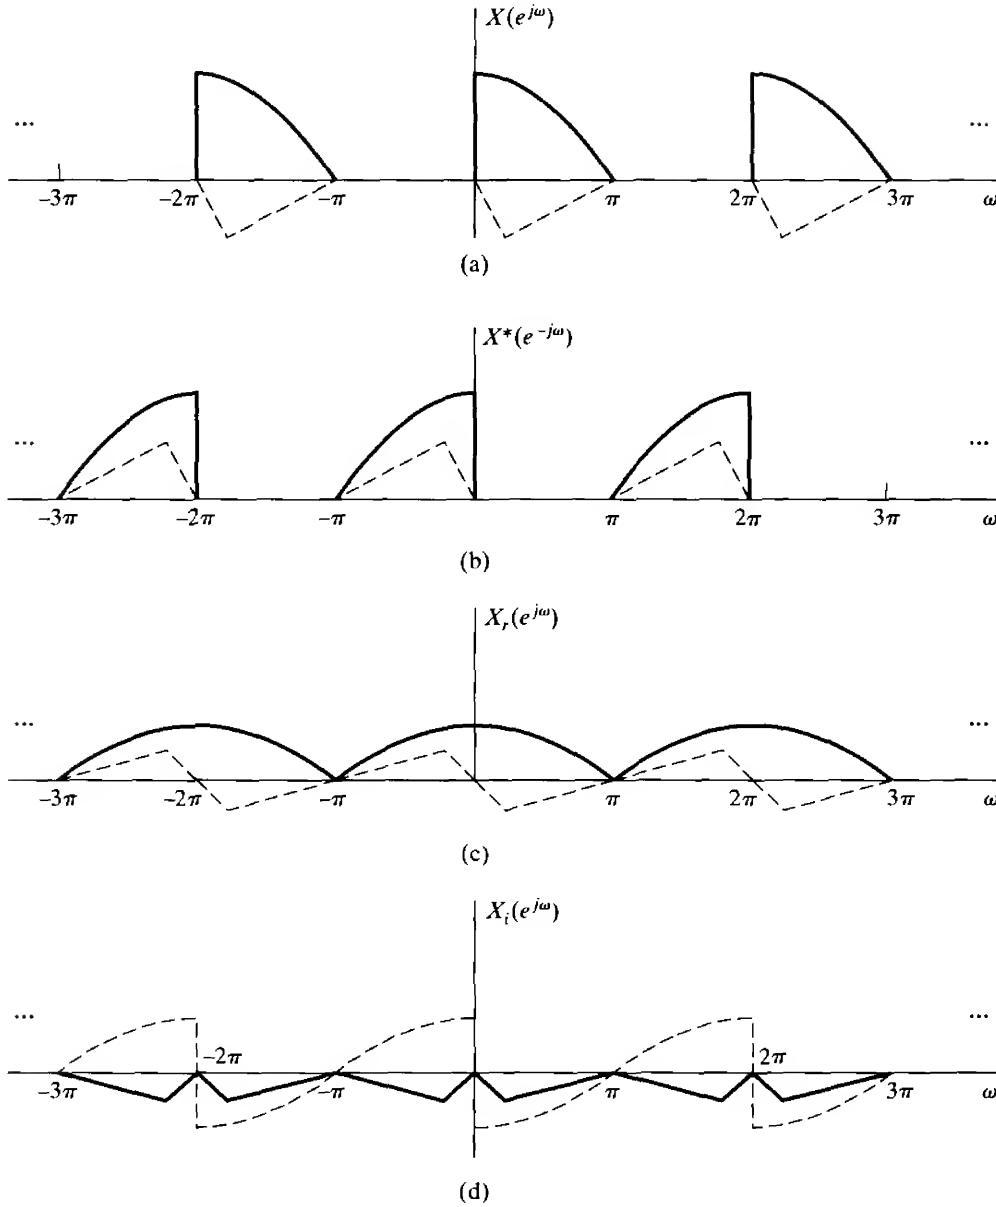 X(e^{jω})
... ...
–3π –2π –π π 2π 3π ω
(a)
X*(e^{–jω})
... ...
–3π –2π –π π 2π 3π ω
(b)
X_r(e^{jω})
... ...
–3π –2π –π π 2π 3π ω
(c)
X_i(e^{jω})
... ...
–2π 2π
–3π –π π 3π ω
(d)